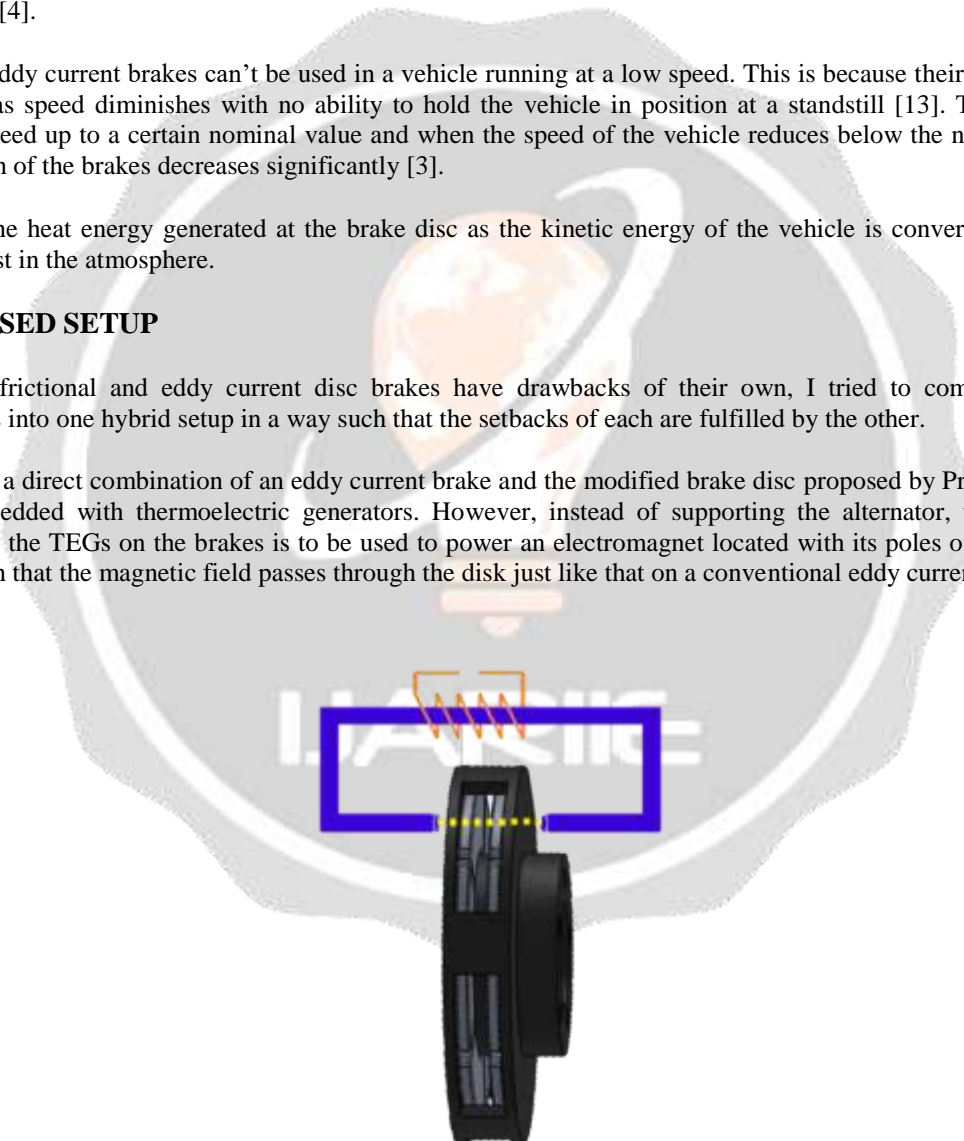 [4].
ddy current brakes can’t be used in a vehicle running at a low speed. This is because their
as speed diminishes with no ability to hold the vehicle in position at a standstill [13]. T
eed up to a certain nominal value and when the speed of the vehicle reduces below the n
n of the brakes decreases significantly [3].
he heat energy generated at the brake disc as the kinetic energy of the vehicle is conver
st in the atmosphere.
SED SETUP
frictional and eddy current disc brakes have drawbacks of their own, I tried to com
s into one hybrid setup in a way such that the setbacks of each are fulfilled by the other.
a direct combination of an eddy current brake and the modified brake disc proposed by Pr
edded with thermoelectric generators. However, instead of supporting the alternator,
the TEGs on the brakes is to be used to power an electromagnet located with its poles o
h that the magnetic field passes through the disk just like that on a conventional eddy curren
IJARIIE